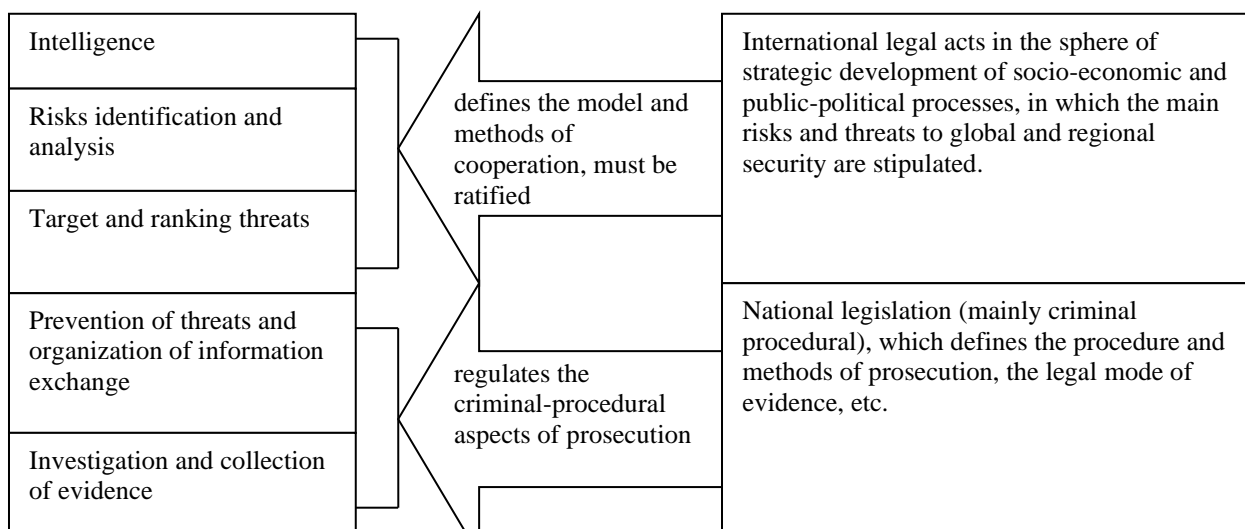 Intelligence
Risks identification and
analysis
Target and ranking threats
Prevention of threats and
organization of information
exchange
Investigation and collection
of evidence
defines the model and
methods of
cooperation, must be
ratified
regulates the
criminal-procedural
aspects of prosecution
International legal acts in the sphere of
strategic development of socio-economic and
public-political processes, in which the main
risks and threats to global and regional
security are stipulated.
National legislation (mainly criminal
procedural), which defines the procedure and
methods of prosecution, the legal mode of
evidence, etc.